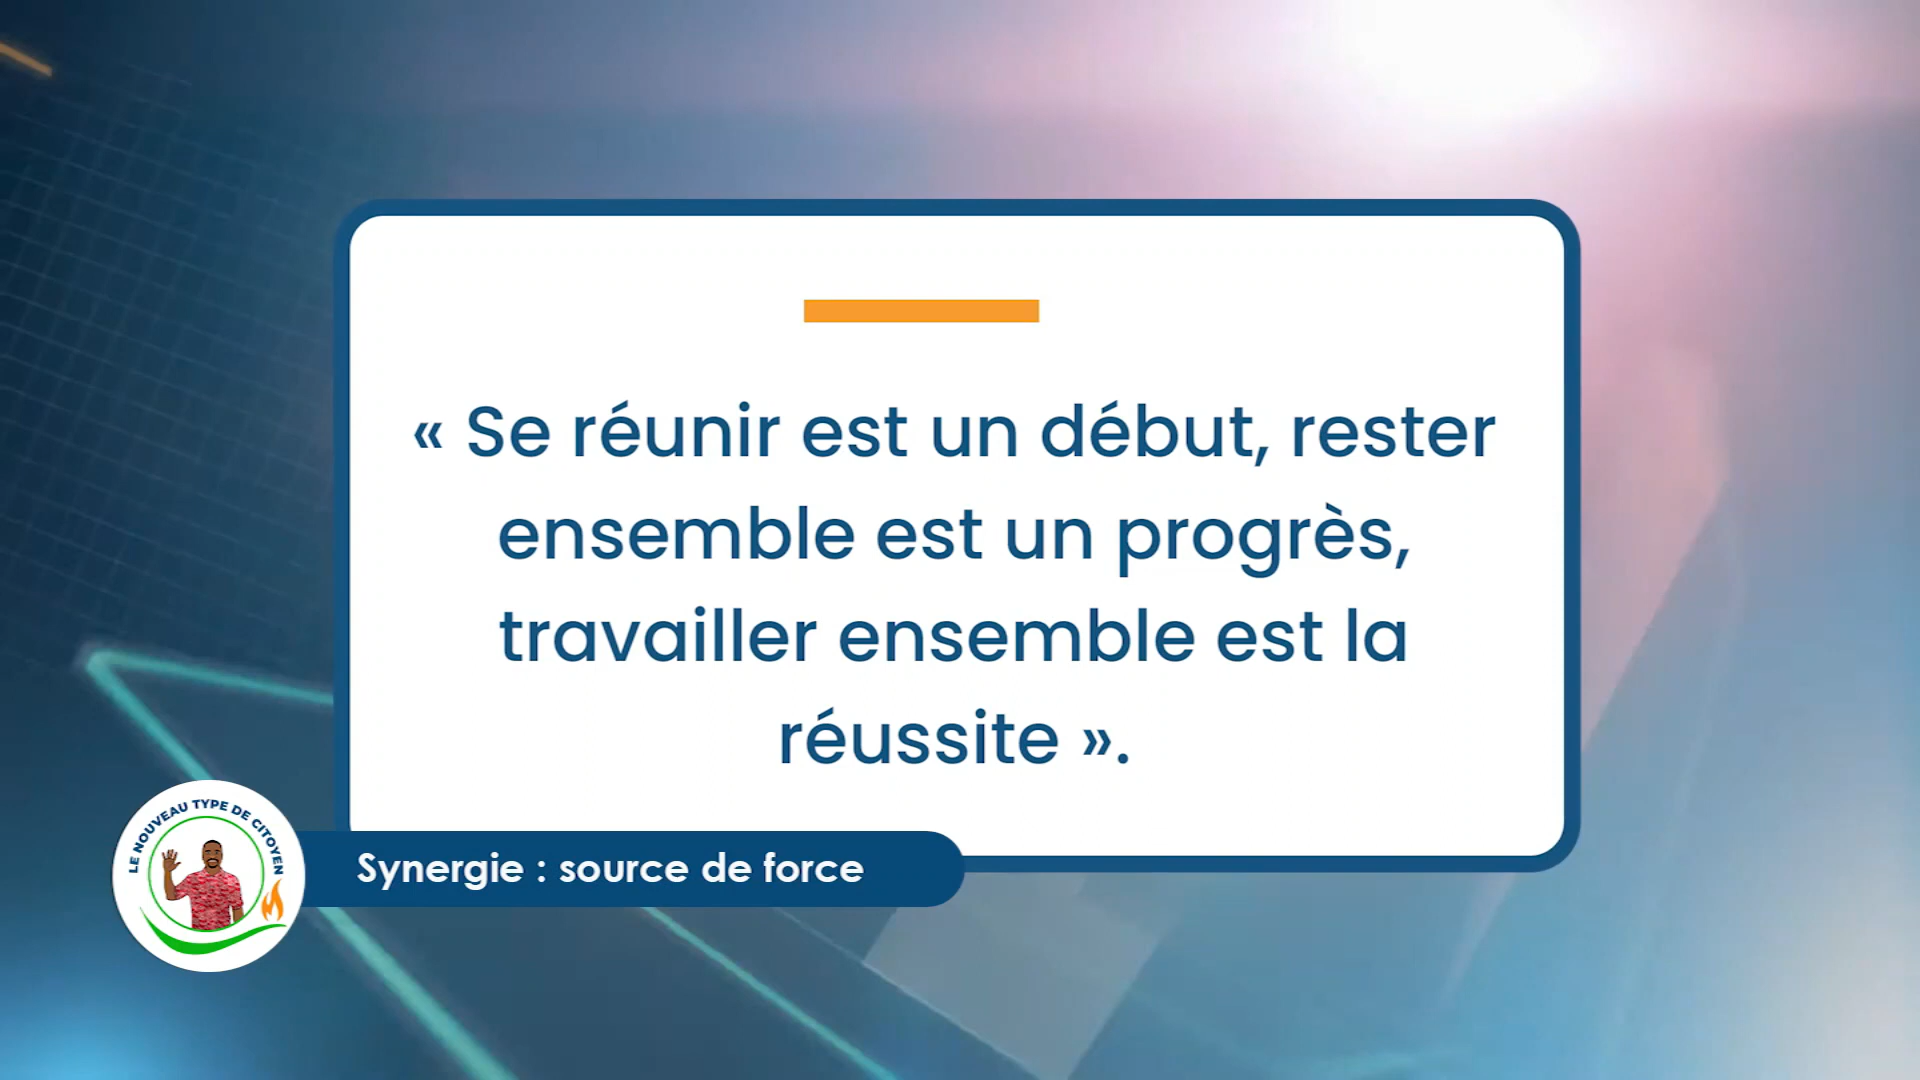 « Se réunir est un début, rester
ensemble est un progrès,
travailler ensemble est la
réussite ».
LE NOUVEAU TYPE DE CITOYEN
Synergie : source de force